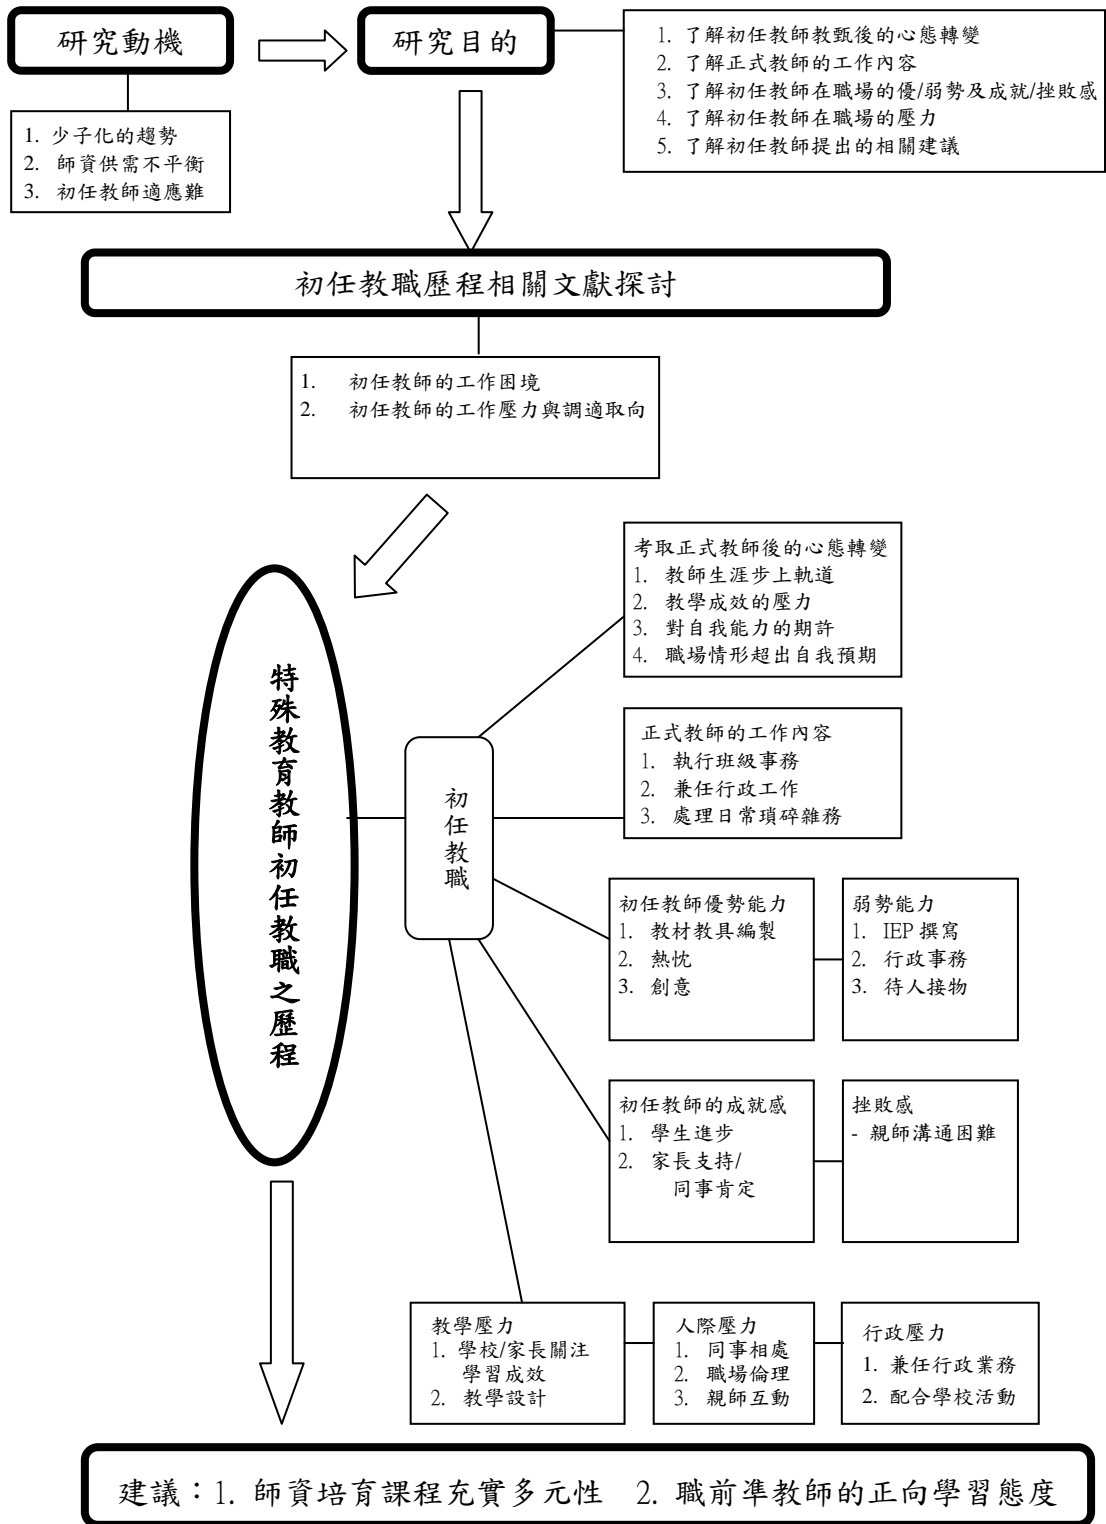 研究動機
研究目的
1. 了解初任教師教甄後的心態轉變
2. 了解正式教師的工作內容
3. 了解初任教師在職場的優/弱勢及成就/挫敗感
4. 了解初任教師在職場的壓力
5. 了解初任教師提出的相關建議
1. 少子化的趨勢
2. 師資供需不平衡
3. 初任教師適應難
初任教職歷程相關文獻探討
1. 初任教師的工作困境
2. 初任教師的工作壓力與調適取向
特殊教育教師初任教職之歷程
初任教職
考取正式教師後的心態轉變
1. 教師生涯步上軌道
2. 教學成效的壓力
3. 對自我能力的期許
4. 職場情形超出自我預期
正式教師的工作內容
1. 執行班級事務
2. 兼任行政工作
3. 處理日常瑣碎雜務
初任教師優勢能力
1. 教材教具編製
2. 熱忱
3. 創意
弱勢能力
1. IEP 撰寫
2. 行政事務
3. 待人接物
初任教師的成就感
1. 學生進步
2. 家長支持/
同事肯定
挫敗感
- 親師溝通困難
教學壓力
1. 學校/家長關注
學習成效
2. 教學設計
人際壓力
1. 同事相處
2. 職場倫理
3. 親師互動
行政壓力
1. 兼任行政業務
2. 配合學校活動
建議：1. 師資培育課程充實多元性 2. 職前準教師的正向學習態度